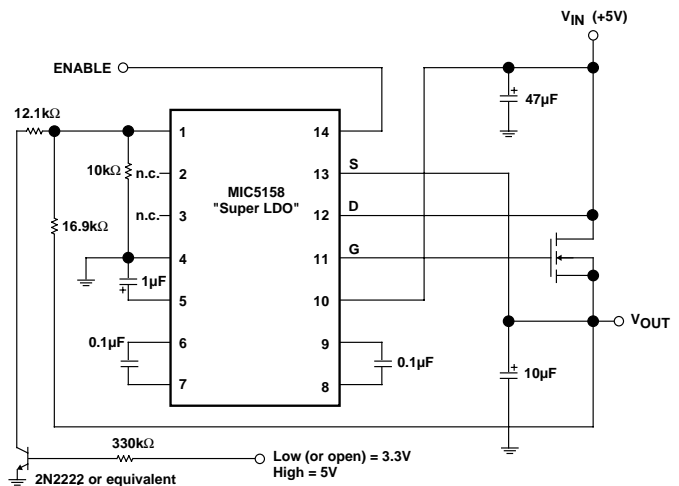 VIN (+5V)
ENABLE
47µF
12.1kΩ
1
14
S
10kΩ
n.c.
2
13
MIC5158
"Super LDO"
D
n.c.
3
12
16.9kΩ
G
4
11
1µF
5
10
VOUT
0.1µF
6
9
0.1µF
10µF
7
8
330kΩ
Low (or open) = 3.3V
High = 5V
2N2222 or equivalent
+
+
+